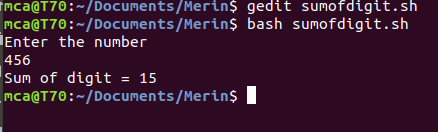 mca@T70:~/Documents/Merin$ gedit sumofdigit.sh
mca@T70:~/Documents/Merin$ bash sumofdigit.sh
Enter the number
456
Sum of digit = 15
mca@T70:~/Documents/Merin$